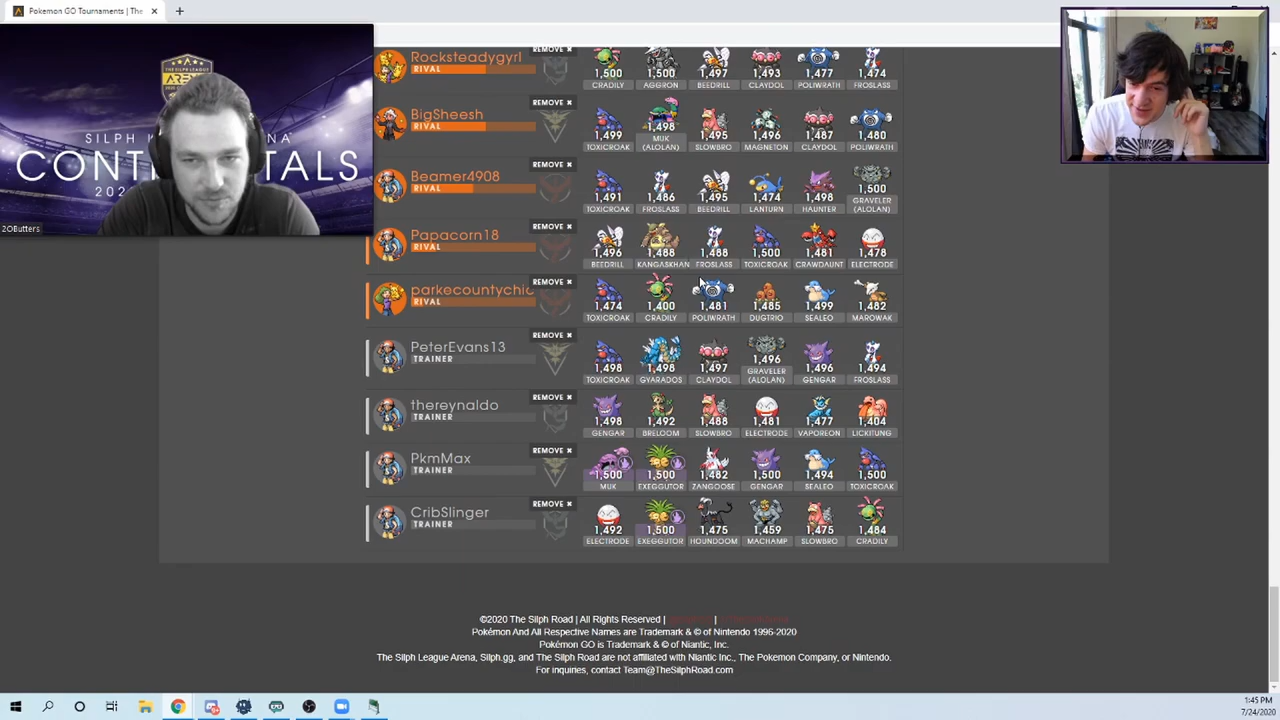 Pokemon GO Tournaments | The
Rocksteadygyrl
RIVAL
REMOVE ✖
1,500 1,500 1,497 1,493 1,477 1,474
CRADILY AGGRON BEEDRILL CLAYDOL POLIWRATH FROSLASS
BigSheesh
RIVAL
REMOVE ✖
1,499 1,498 1,495 1,496 1,487 1,480
TOXICROAK MUK (ALOLAN) SLOWBRO MAGNETON CLAYDOL POLIWRATH
Beamer4908
RIVAL
REMOVE ✖
1,491 1,486 1,495 1,474 1,498 1,500
TOXICROAK FROSLASS BEEDRILL LANTURN HAUNTER GRAVELER (ALOLAN)
Papacorn18
RIVAL
REMOVE ✖
1,496 1,488 1,488 1,500 1,481 1,478
BEEDRILL KANGASKHAN FROSLASS TOXICROAK CRAWDAUNT ELECTRODE
parkecountychic
RIVAL
REMOVE ✖
1,474 1,400 1,481 1,485 1,499 1,482
TOXICROAK CRADILY POLIWRATH DUGTRIO SEALEO MAROWAK
PeterEvans13
TRAINER
REMOVE ✖
1,498 1,498 1,497 1,496 1,496 1,494
TOXICROAK GYARADOS CLAYDOL GRAVELER (ALOLAN) GENGAR FROSLASS
thereynaldo
TRAINER
REMOVE ✖
1,498 1,492 1,488 1,481 1,477 1,404
GENGAR BRELOOM SLOWBRO ELECTRODE VAPOREON LICKITUNG
PkmMax
TRAINER
REMOVE ✖
1,500 1,500 1,482 1,500 1,494 1,500
MUK EXEGGUTOR ZANGOOSE GENGAR SEALEO TOXICROAK
CribSlinger
TRAINER
REMOVE ✖
1,492 1,500 1,475 1,459 1,475 1,484
ELECTRODE EXEGGUTOR HOUNDOOM MACHAMP SLOWBRO CRADILY
THE SILPH LEAGUE
SILPH
CONT
TALS
2OButters
©2020 The Silph Road | All Rights Reserved |
Pokémon And All Respective Names are Trademark & © of Nintendo 1996-2020
Pokémon GO is Trademark & © of Niantic, Inc.
The Silph League Arena, Silph.gg, and The Silph Road are not affiliated with Niantic Inc., The Pokemon Company, or Nintendo.
For inquiries, contact Team@TheSilphRoad.com
1:45 PM
7/24/2020